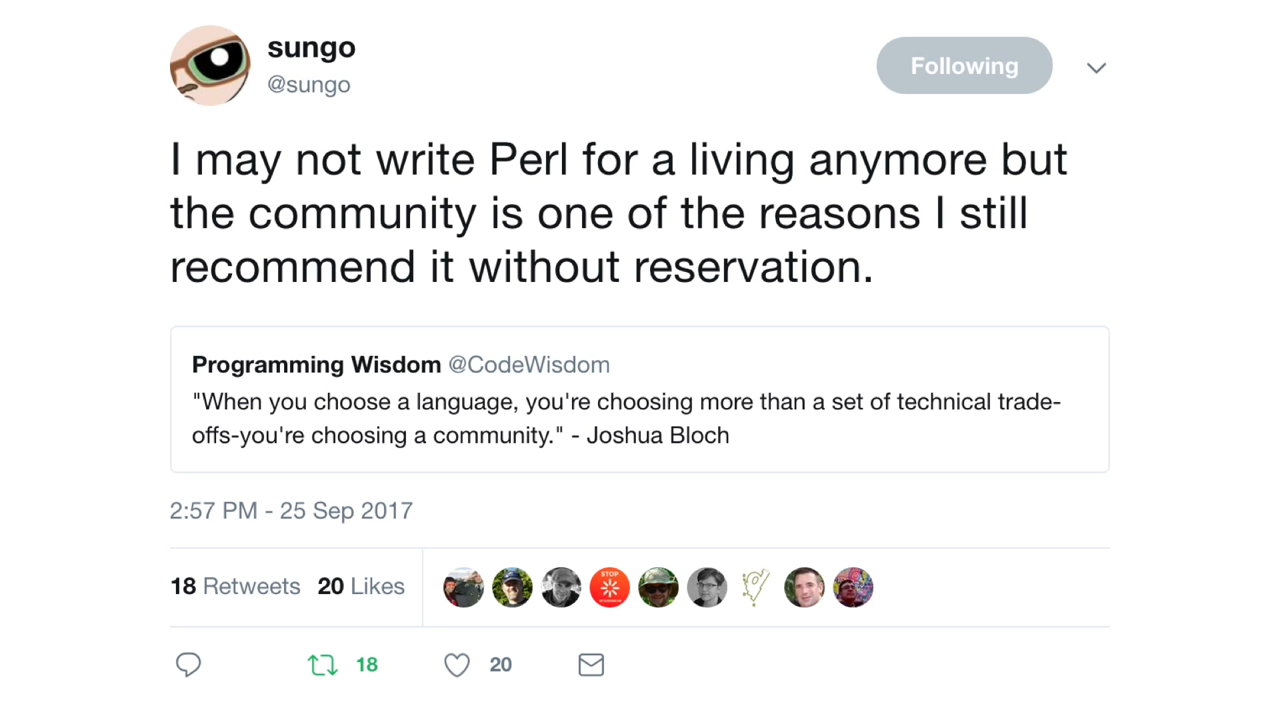 sungo
@sungo
Following
I may not write Perl for a living anymore but
the community is one of the reasons I still
recommend it without reservation.
Programming Wisdom @CodeWisdom
"When you choose a language, you're choosing more than a set of technical trade-
offs-you're choosing a community." - Joshua Bloch
2:57 PM - 25 Sep 2017
18 Retweets 20 Likes
STOP
18 20